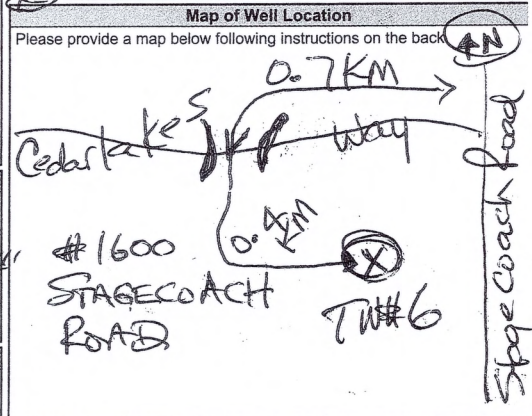 Map of Well Location
Please provide a map below following instructions on the back
N
0.7KM
Cedarlakes Way
0.4KM
#1600
STAGECOACH
ROAD
TW#6
Stage Coach Road